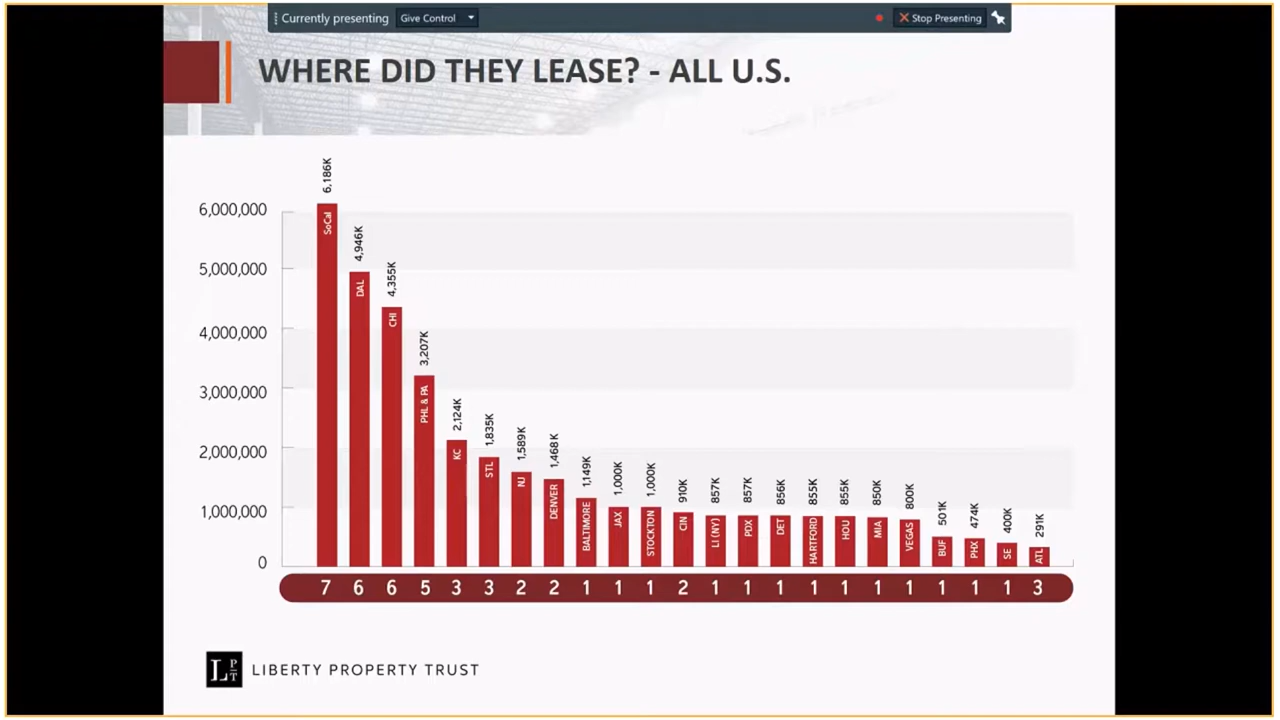 Currently presenting Give Control Stop Presenting
WHERE DID THEY LEASE? - ALL U.S.
6,000,000
5,000,000
4,000,000
3,000,000
2,000,000
1,000,000
0
6,186K
4,946K
4,355K
3,207K
2,124K
1,835K
1,589K
1,468K
1,149K
1,000K
1,000K
910K
857K
857K
856K
855K
855K
850K
800K
501K
474K
400K
291K
SoCal
DAL
CHI
PHL & PA
KC
STL
NJ
DENVER
BALTIMORE
JAX
STOCKTON
CIN
LI (NY)
PDX
DET
HARTFORD
HOU
MIA
VEGAS
BUF
PHX
SE
ATL
7 6 6 5 3 3 2 2 1 1 1 2 1 1 1 1 1 1 1 1 1 1 3
L P T LIBERTY PROPERTY TRUST